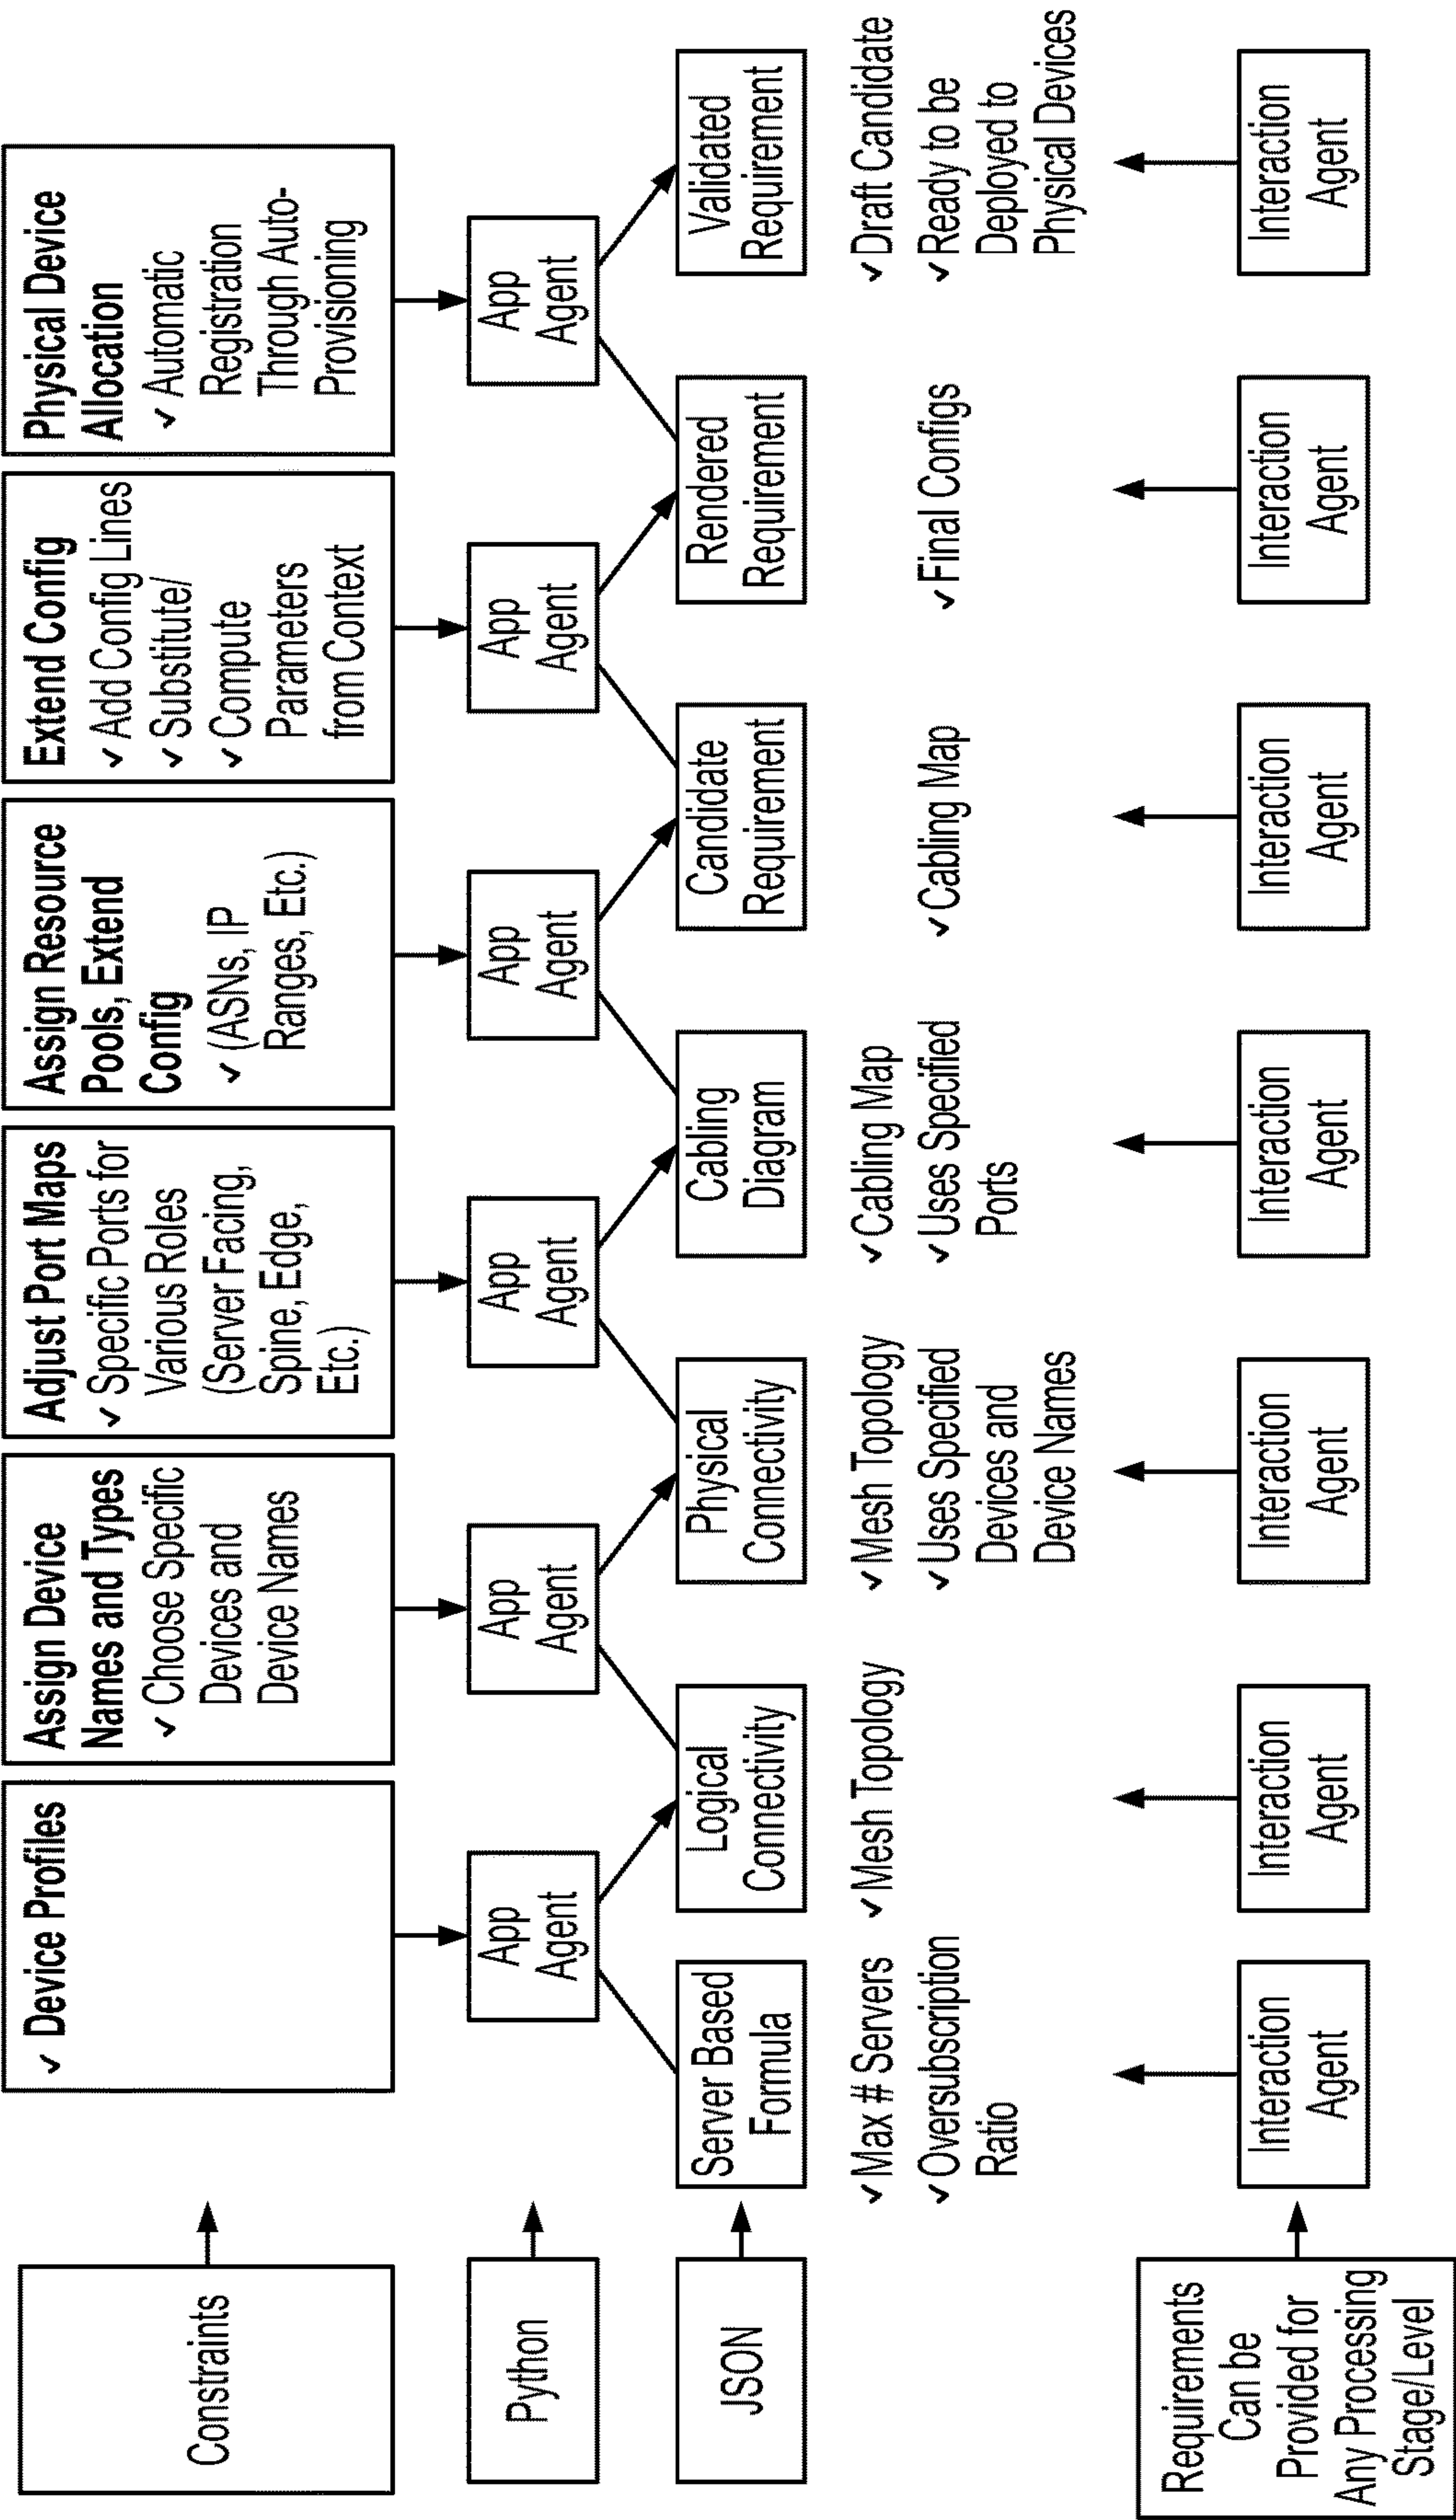 Constraints
✓ Device Profiles
Assign Device
Names and Types
✓ Choose Specific
Devices and
Device Names
Adjust Port Maps
✓ Specific Ports for
Various Roles
(Server Facing,
Spine, Edge,
Etc.)
Assign Resource
Pools, Extend
Config
✓ (ASNs, IP
Ranges, Etc.)
Extend Config
✓ Add Config Lines
✓ Substitute/
✓ Compute
Parameters
from Context
Physical Device
Allocation
✓ Automatic
Registration
Through Auto-
Provisioning
Python
App
Agent
App
Agent
App
Agent
App
Agent
App
Agent
App
Agent
JSON
Server Based
Formula
Logical
Connectivity
Physical
Connectivity
Cabling
Diagram
Candidate
Requirement
Rendered
Requirement
Validated
Requirement
✓ Max # Servers
✓ Oversubscription
Ratio
✓ Mesh Topology
✓ Mesh Topology
✓ Uses Specified
Devices and
Device Names
✓ Cabling Map
✓ Uses Specified
Ports
✓ Cabling Map
✓ Final Configs
✓ Draft Candidate
✓ Ready to be
Deployed to
Physical Devices
Requirements
Can be
Provided for
Any Processing
Stage/Level
Interaction
Agent
Interaction
Agent
Interaction
Agent
Interaction
Agent
Interaction
Agent
Interaction
Agent
Interaction
Agent